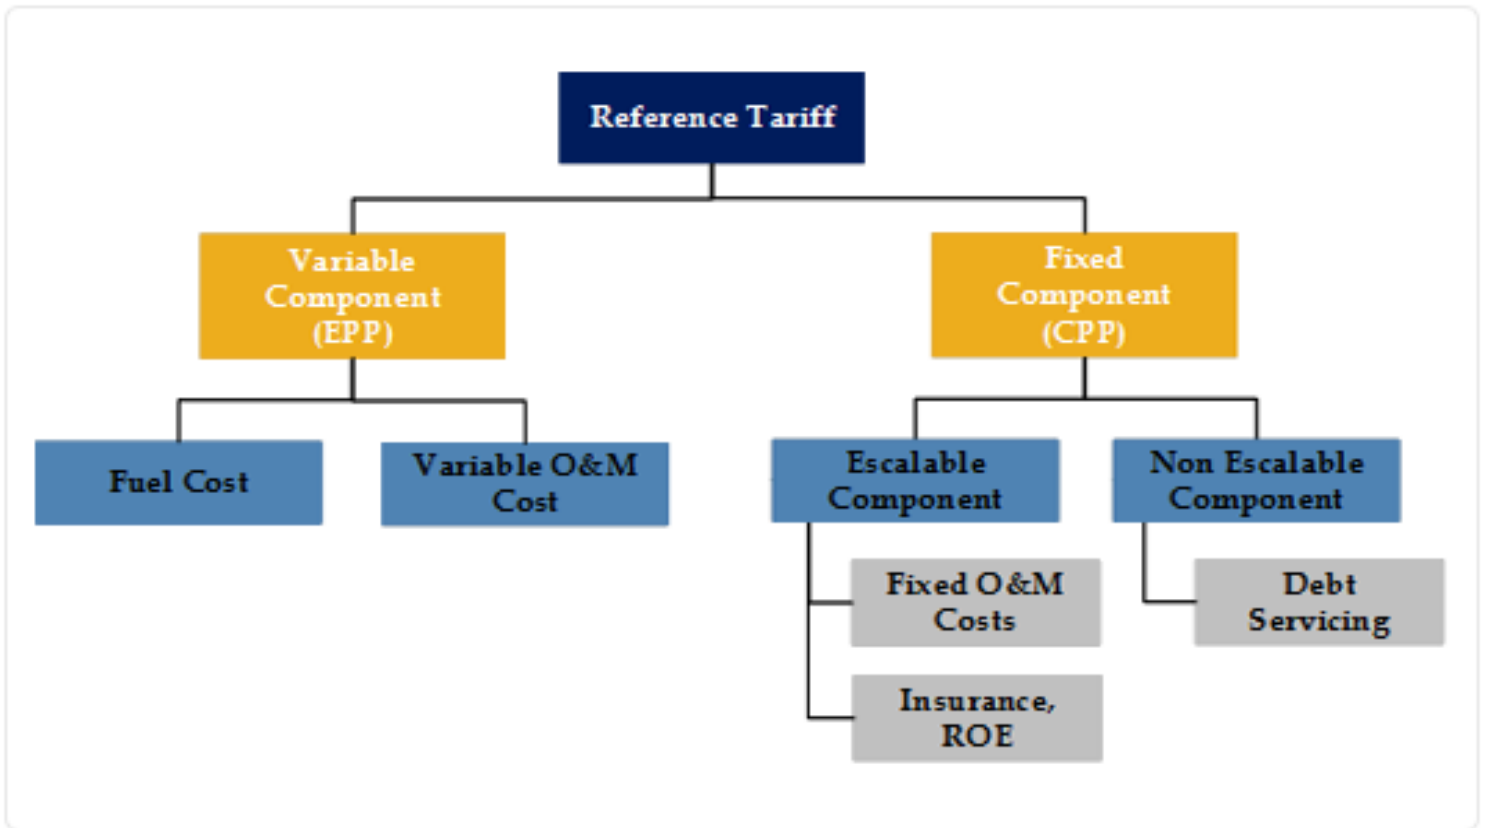 Reference Tariff
Variable
Component
(EPP)
Fixed
Component
(CPP)
Fuel Cost
Variable O&M
Cost
Escalable
Component
Non Escalable
Component
Fixed O&M
Costs
Debt
Servicing
Insurance,
ROE